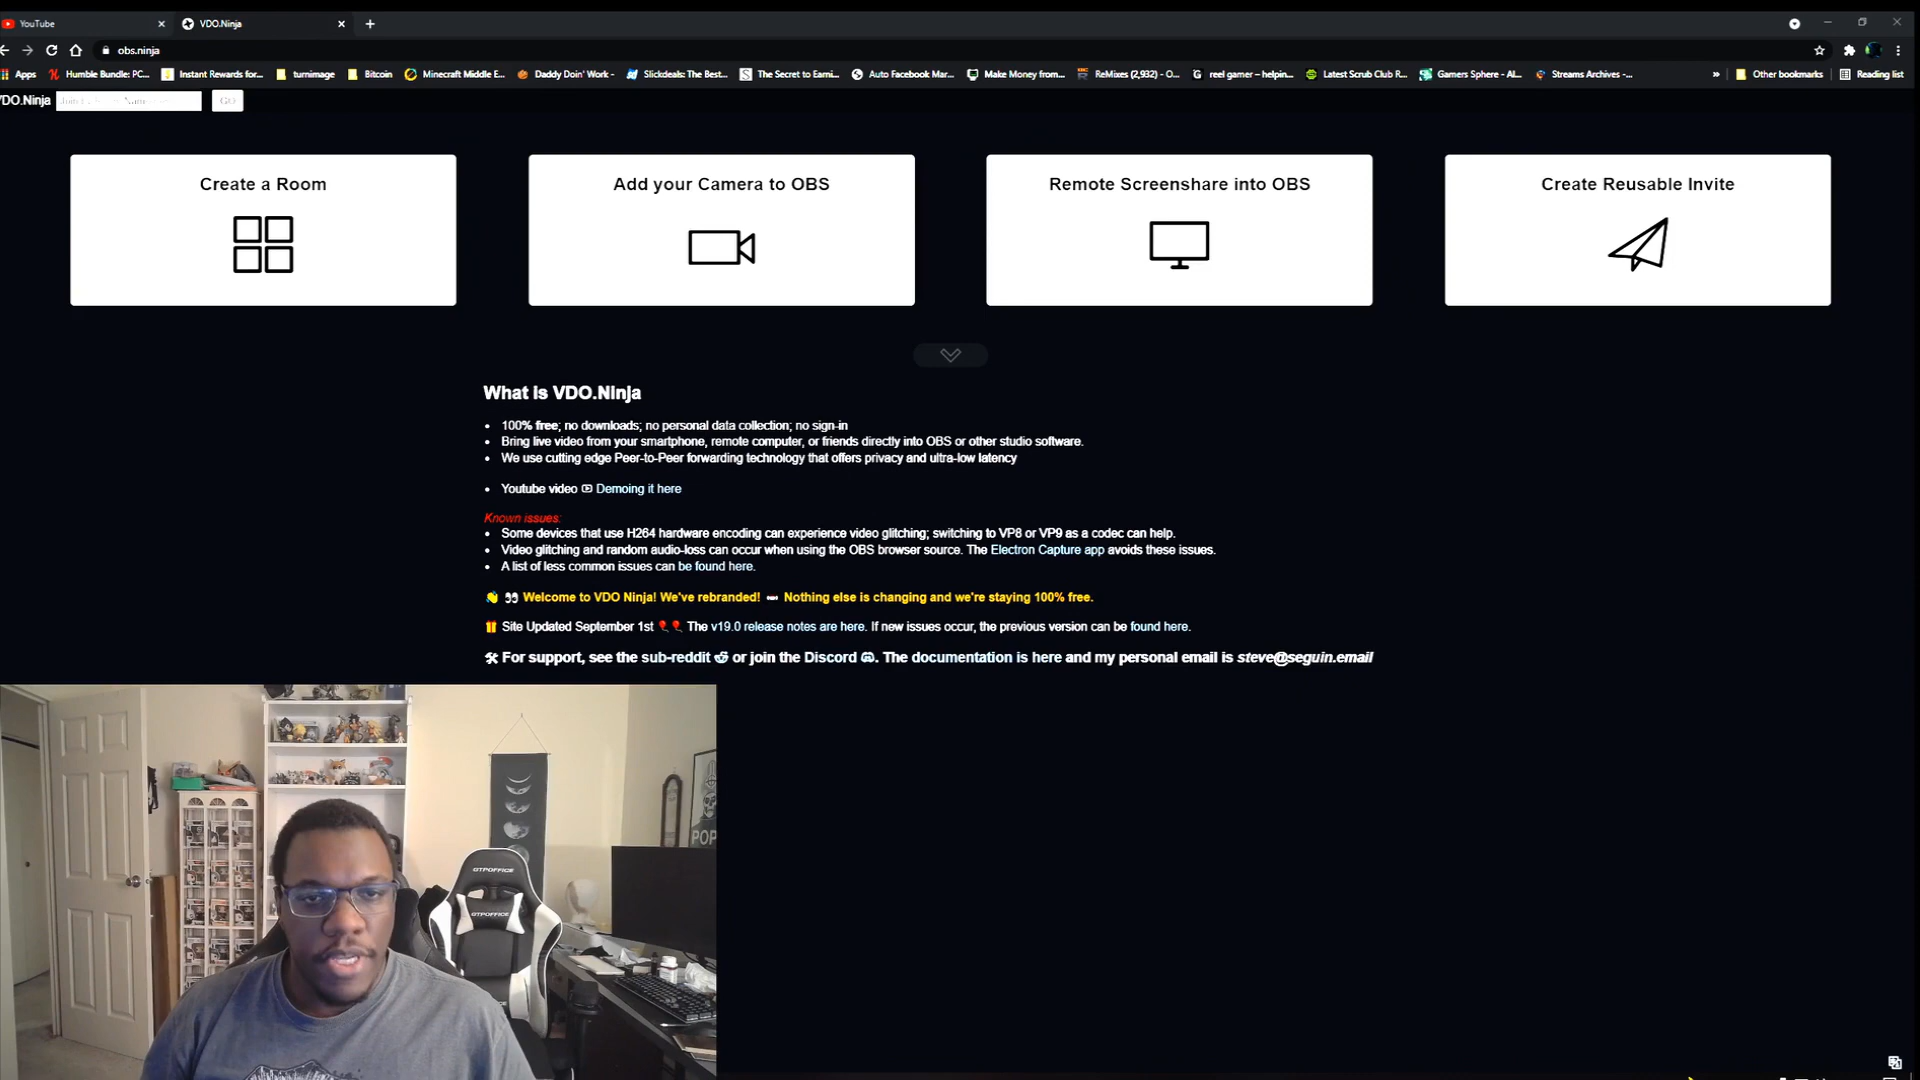 YouTube
VDO.Ninja
obs.ninja
Apps Humble Bundle: PC... Instant Rewards for... turnimage Bitcoin Minecraft Middle E... Daddy Doin' Work -... Slickdeals: The Best... The Secret to Earni... Auto Facebook Mar... Make Money from... ReMixes (2,932) - O... reel gamer – helpin... Latest Scrub Club R... Gamers Sphere - Al... Streams Archives -... » Other bookmarks Reading list
VDO.Ninja GO
Create a Room
Add your Camera to OBS
Remote Screenshare into OBS
Create Reusable Invite
What is VDO.Ninja
100% free; no downloads; no personal data collection; no sign-in
Bring live video from your smartphone, remote computer, or friends directly into OBS or other studio software.
We use cutting edge Peer-to-Peer forwarding technology that offers privacy and ultra-low latency
Youtube video Demoing it here
Known issues:
Some devices that use H264 hardware encoding can experience video glitching; switching to VP8 or VP9 as a codec can help.
Video glitching and random audio-loss can occur when using the OBS browser source. The Electron Capture app avoids these issues.
A list of less common issues can be found here.
Welcome to VDO Ninja! We've rebranded! Nothing else is changing and we're staying 100% free.
Site Updated September 1st The v19.0 release notes are here. If new issues occur, the previous version can be found here.
For support, see the sub-reddit or join the Discord. The documentation is here and my personal email is steve@seguin.email
POP
GTPOFFICE
GTPOFFICE